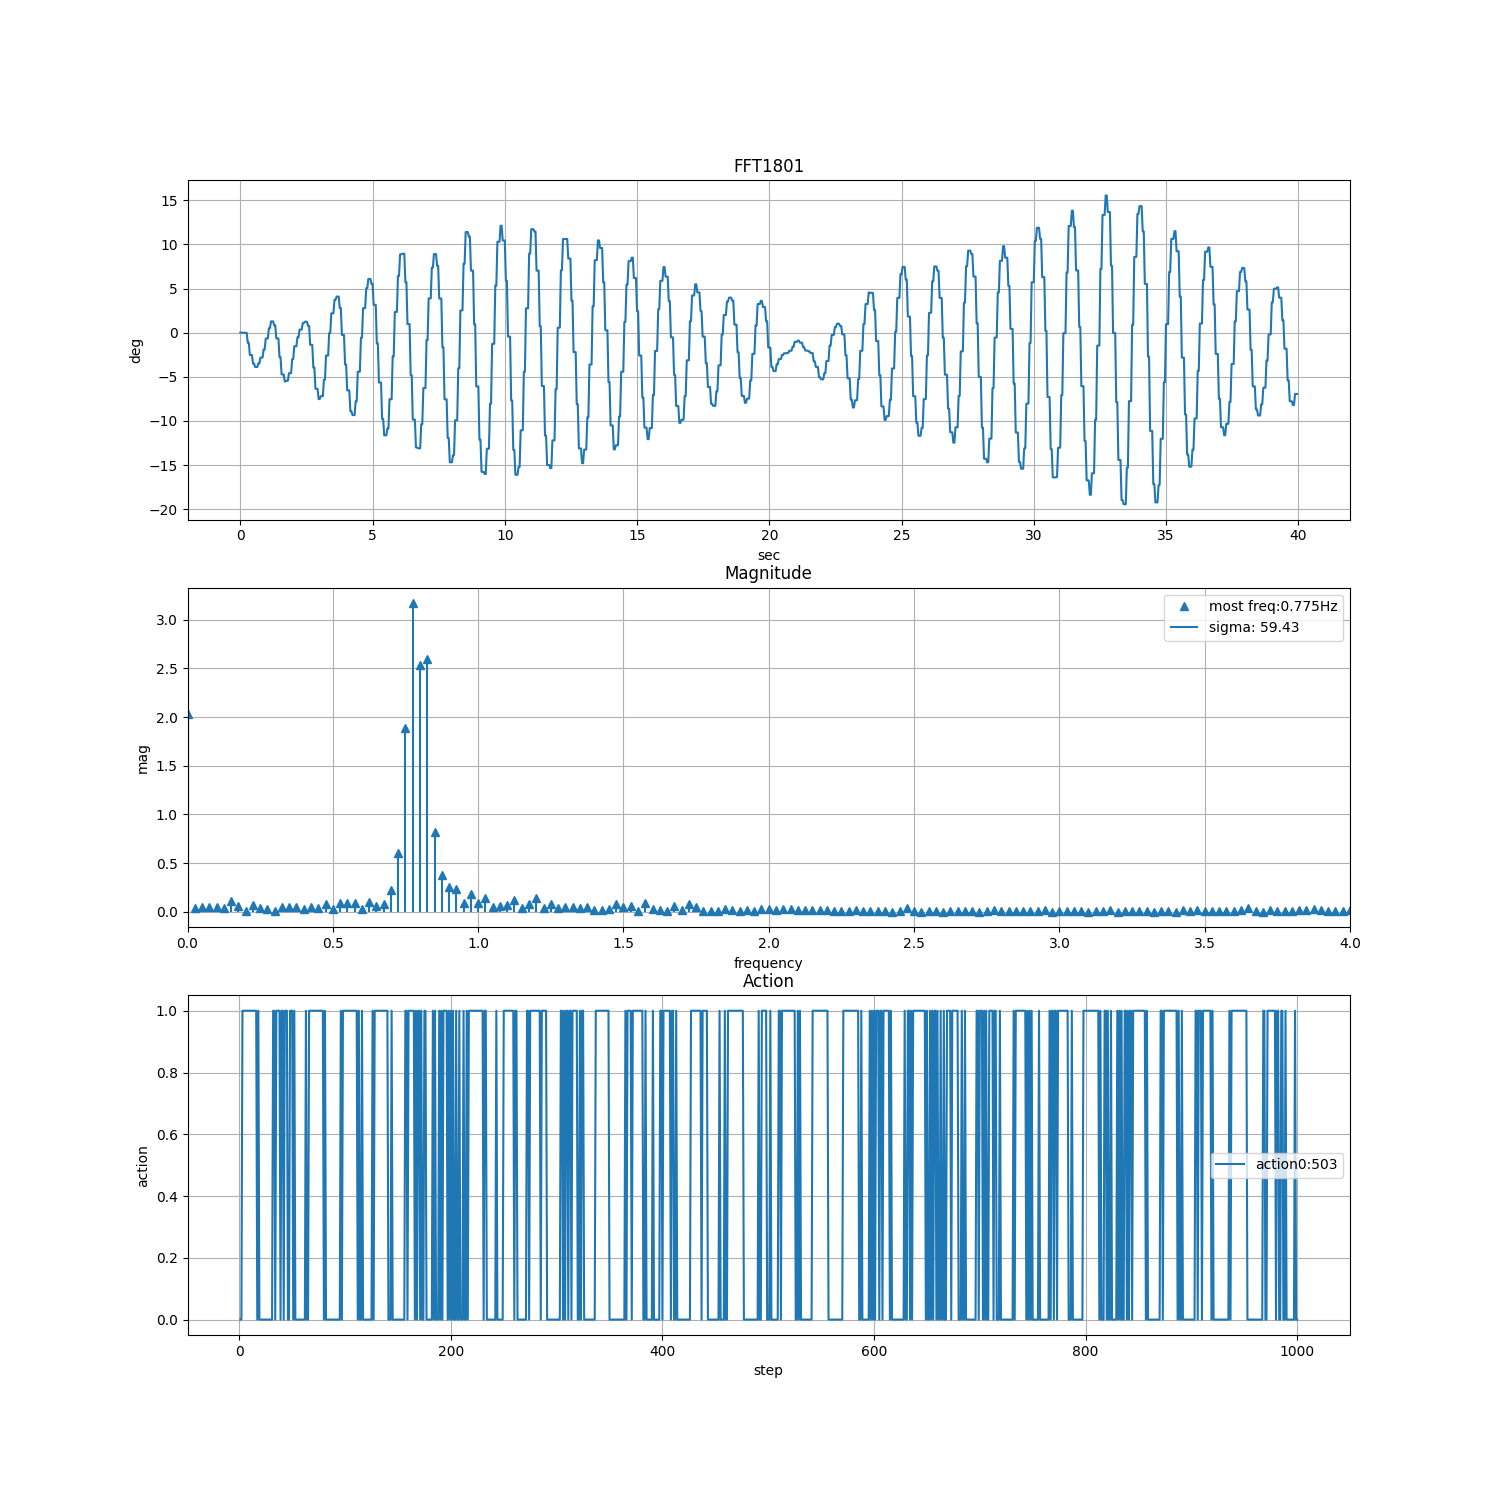 FFT1801
15
10
5
0
−5
−10
−15
−20
deg
0 5 10 15 20 25 30 35 40
sec
Magnitude
most freq:0.775Hz
sigma: 59.43
3.0
2.5
2.0
1.5
1.0
0.5
0.0
mag
0.0 0.5 1.0 1.5 2.0 2.5 3.0 3.5 4.0
frequency
Action
1.0
0.8
0.6
0.4
0.2
0.0
action
action0:503
0 200 400 600 800 1000
step